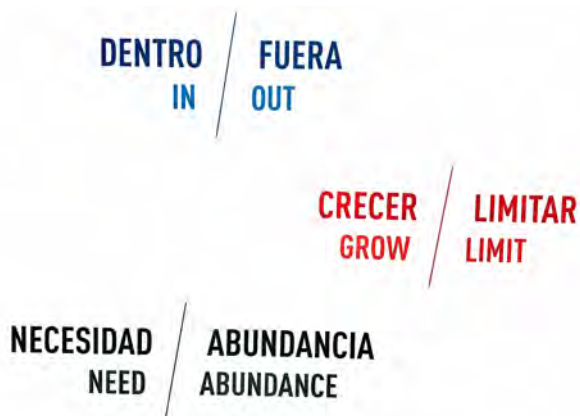 DENTRO / FUERA
IN / OUT
CRECER / LIMITAR
GROW / LIMIT
NECESIDAD / ABUNDANCIA
NEED / ABUNDANCE